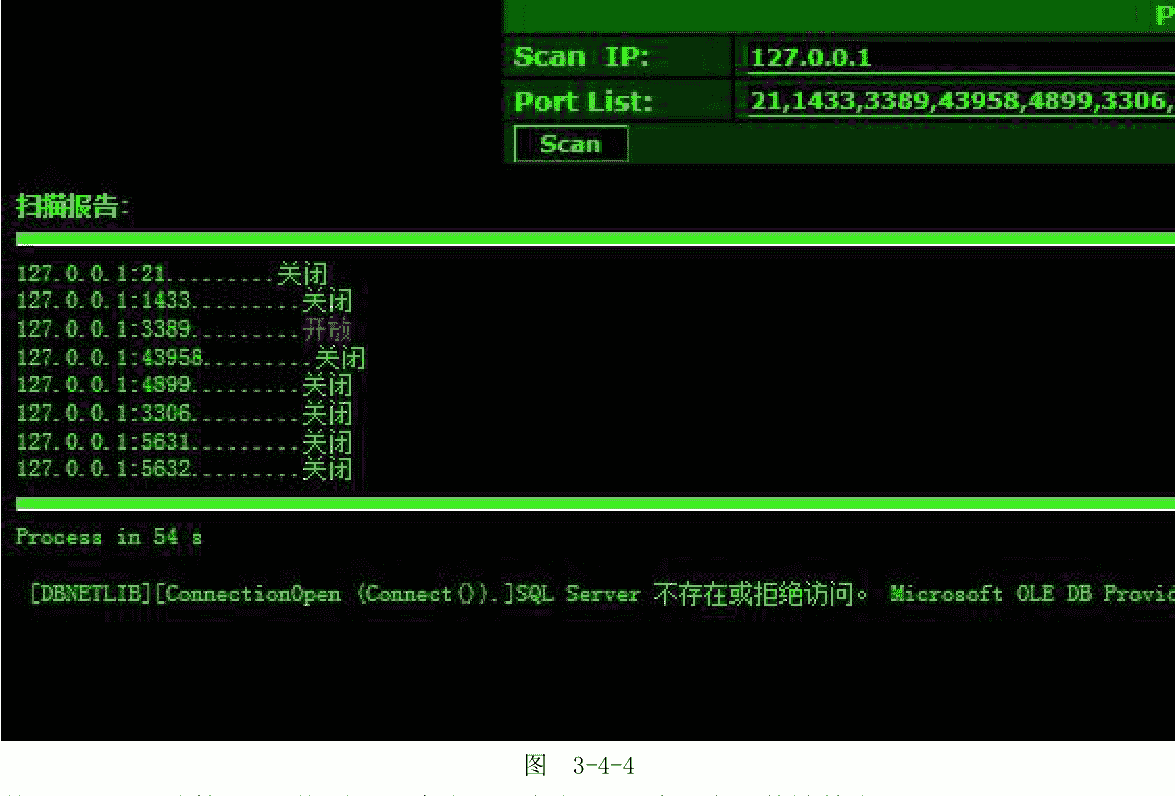 P
Scan IP: 127.0.0.1
Port List: 21,1433,3389,43958,4899,3306,
Scan
扫描报告:
127.0.0.1:21.........关闭
127.0.0.1:1433.........关闭
127.0.0.1:3389.........开放
127.0.0.1:43958.........关闭
127.0.0.1:4899.........关闭
127.0.0.1:3306.........关闭
127.0.0.1:5631.........关闭
127.0.0.1:5632.........关闭
Process in 54 s
[DBNETLIB][ConnectionOpen (Connect()).]SQL Server 不存在或拒绝访问。 Microsoft OLE DB Provid
图 3-4-4